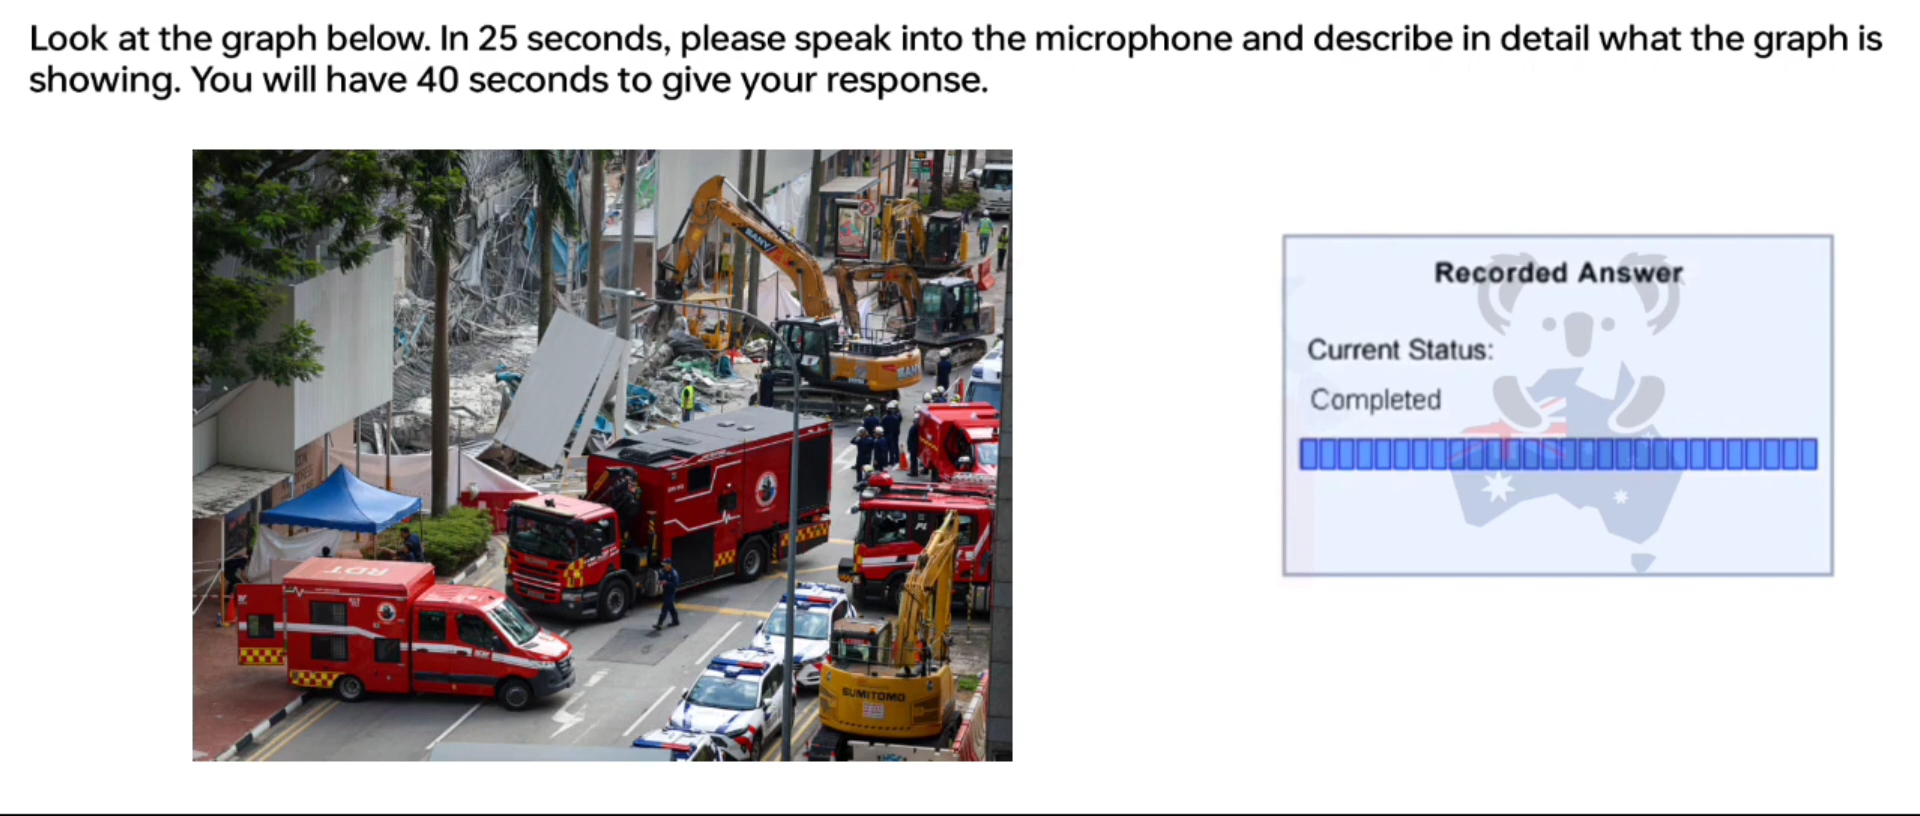 Look at the graph below. In 25 seconds, please speak into the microphone and describe in detail what the graph is
showing. You will have 40 seconds to give your response.
Recorded Answer
Current Status:
Completed
SANY
SANY
RDT
SUMITOMO